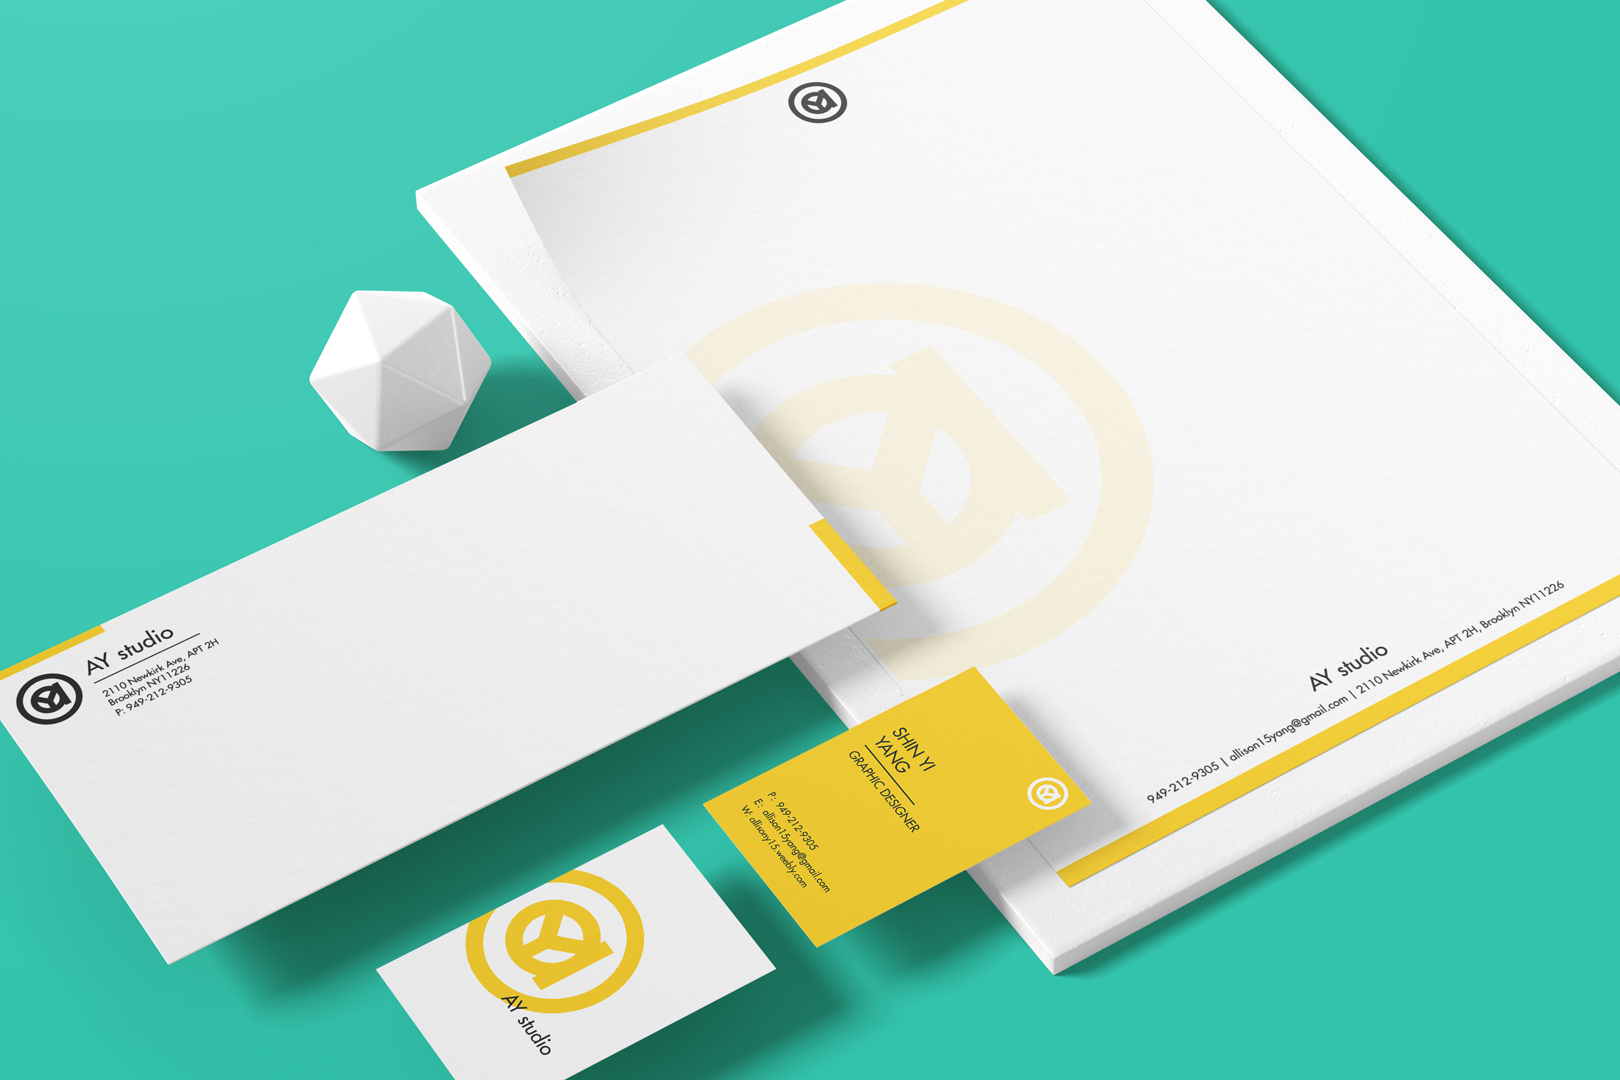 AY studio
2110 Newkirk Ave, APT 2H
Brooklyn NY11226
P: 949-212-9305
SHIN YI
YANG
GRAPHIC DESIGNER
P: 949-212-9305
E: allison15yang@gmail.com
W: allisony15.weebly.com
AY studio
AY studio
949-212-9305 | allison15yang@gmail.com | 2110 Newkirk Ave, APT 2H, Brooklyn NY11226